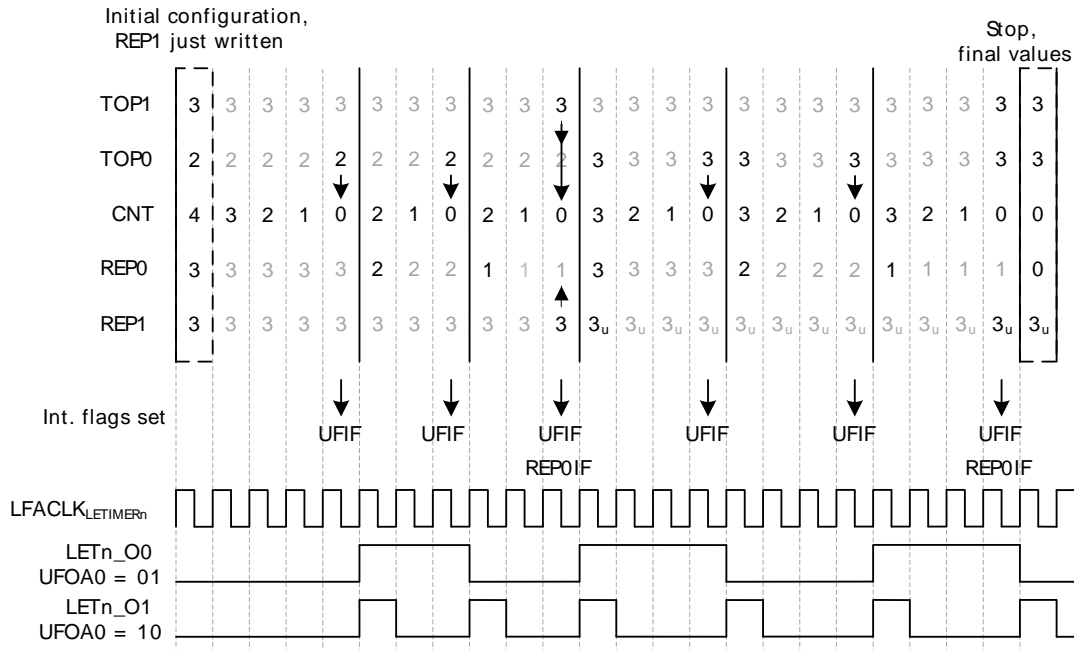 Initial configuration,
REP1 just written
Stop,
final values
TOP1 3 3 3 3 3 3 3 3 3 3 3 3 3 3 3 3 3 3 3 3 3 3 3 3
TOP0 2 2 2 2 2 2 2 2 2 2 2 3 3 3 3 3 3 3 3 3 3 3 3 3
CNT 4 3 2 1 0 2 1 0 2 1 0 3 2 1 0 3 2 1 0 3 2 1 0 0
REP0 3 3 3 3 3 2 2 2 1 1 1 3 3 3 3 2 2 2 2 1 1 1 1 0
REP1 3 3 3 3 3 3 3 3 3 3 3 3u 3u 3u 3u 3u 3u 3u 3u 3u 3u 3u 3u 3u
Int. flags set
UFIF UFIF UFIF UFIF UFIF UFIF
REP0IF REP0IF
LFACLKLETIMERn
LETn_O0
UFOA0 = 01
LETn_O1
UFOA0 = 10